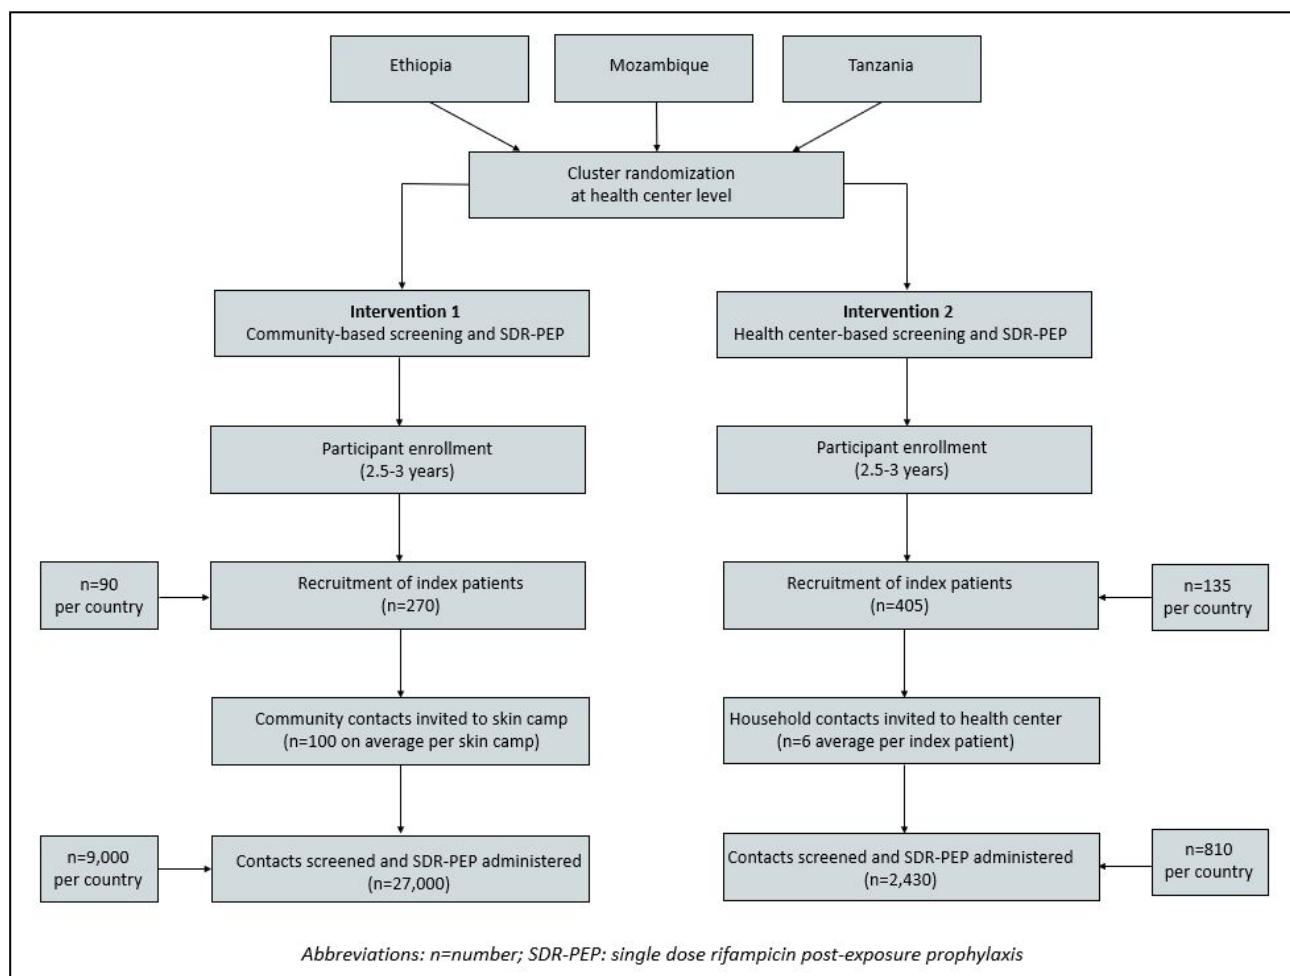 Ethiopia
Mozambique
Tanzania
Cluster randomization
at health center level
Intervention 1
Community-based screening and SDR-PEP
Intervention 2
Health center-based screening and SDR-PEP
Participant enrollment
(2.5-3 years)
Participant enrollment
(2.5-3 years)
n=90
per country
Recruitment of index patients
(n=270)
Recruitment of index patients
(n=405)
n=135
per country
Community contacts invited to skin camp
(n=100 on average per skin camp)
Household contacts invited to health center
(n=6 average per index patient)
n=9,000
per country
Contacts screened and SDR-PEP administered
(n=27,000)
Contacts screened and SDR-PEP administered
(n=2,430)
n=810
per country
Abbreviations: n=number; SDR-PEP: single dose rifampicin post-exposure prophylaxis